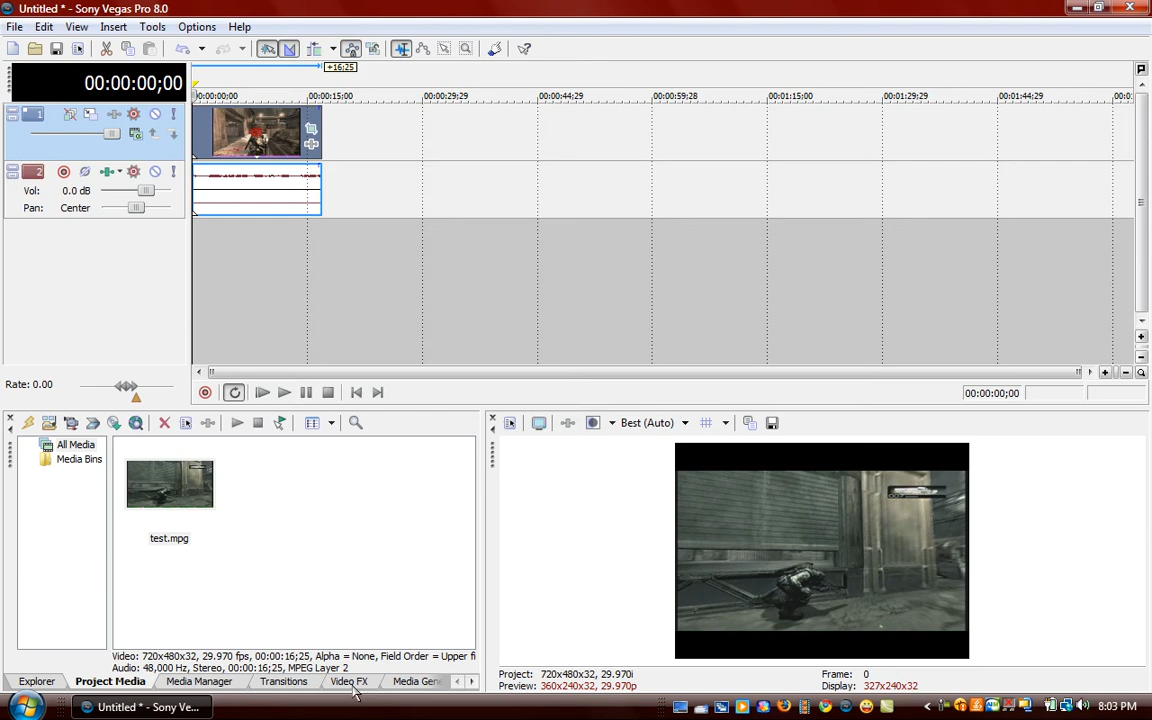 Untitled * - Sony Vegas Pro 8.0
File Edit View Insert Tools Options Help
+16;25
00:00:00;00
00:00:00;00 00:00:15;00 00:00:29;29 00:00:44;29 00:00:59;28 00:01:15;00 00:01:29;29 00:01:44;29 00:0
1
2
Vol: 0.0 dB
Pan: Center
Rate: 0.00
00:00:00;00
Best (Auto)
All Media
Media Bins
test.mpg
Video: 720x480x32, 29.970 fps, 00:00:16;25, Alpha = None, Field Order = Upper fi
Audio: 48,000 Hz, Stereo, 00:00:16;25, MPEG Layer 2
Explorer Project Media Media Manager Transitions Video FX Media Gene
Project: 720x480x32, 29.970i
Preview: 360x240x32, 29.970p
Frame: 0
Display: 327x240x32
Untitled * - Sony Ve...
8:03 PM